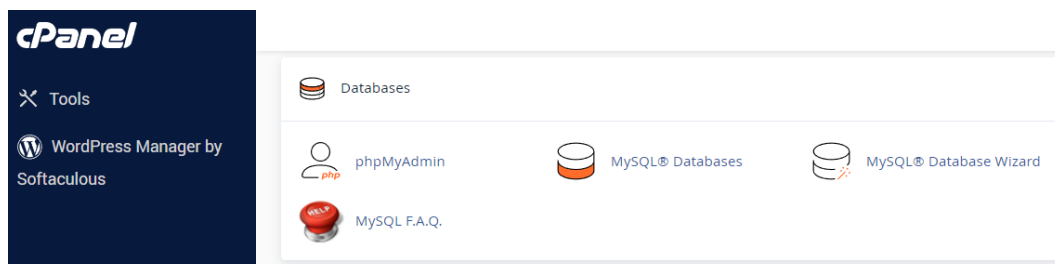 cPanel
Tools
WordPress Manager by
Softaculous
Databases
phpMyAdmin
MySQL® Databases
MySQL® Database Wizard
MySQL F.A.Q.
php
HELP